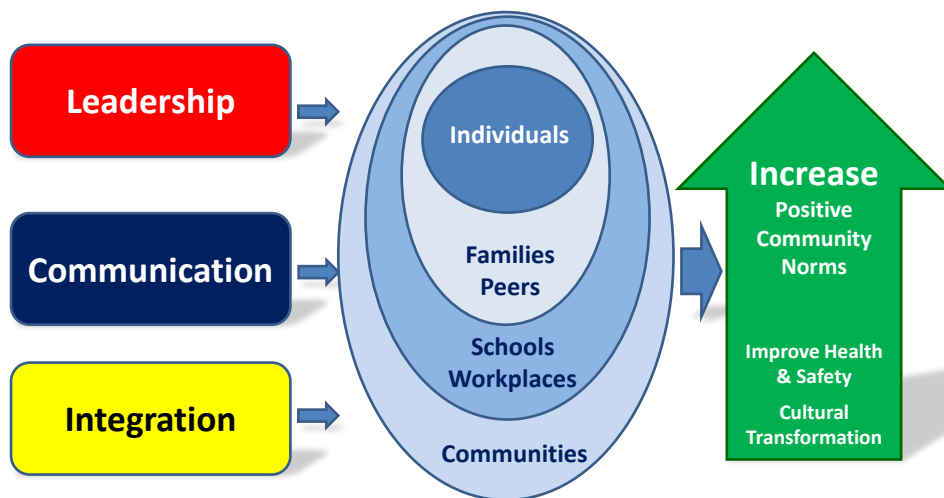 Leadership
Communication
Integration
Individuals
Families
Peers
Schools
Workplaces
Communities
Increase
Positive
Community
Norms
Improve Health
& Safety
Cultural
Transformation